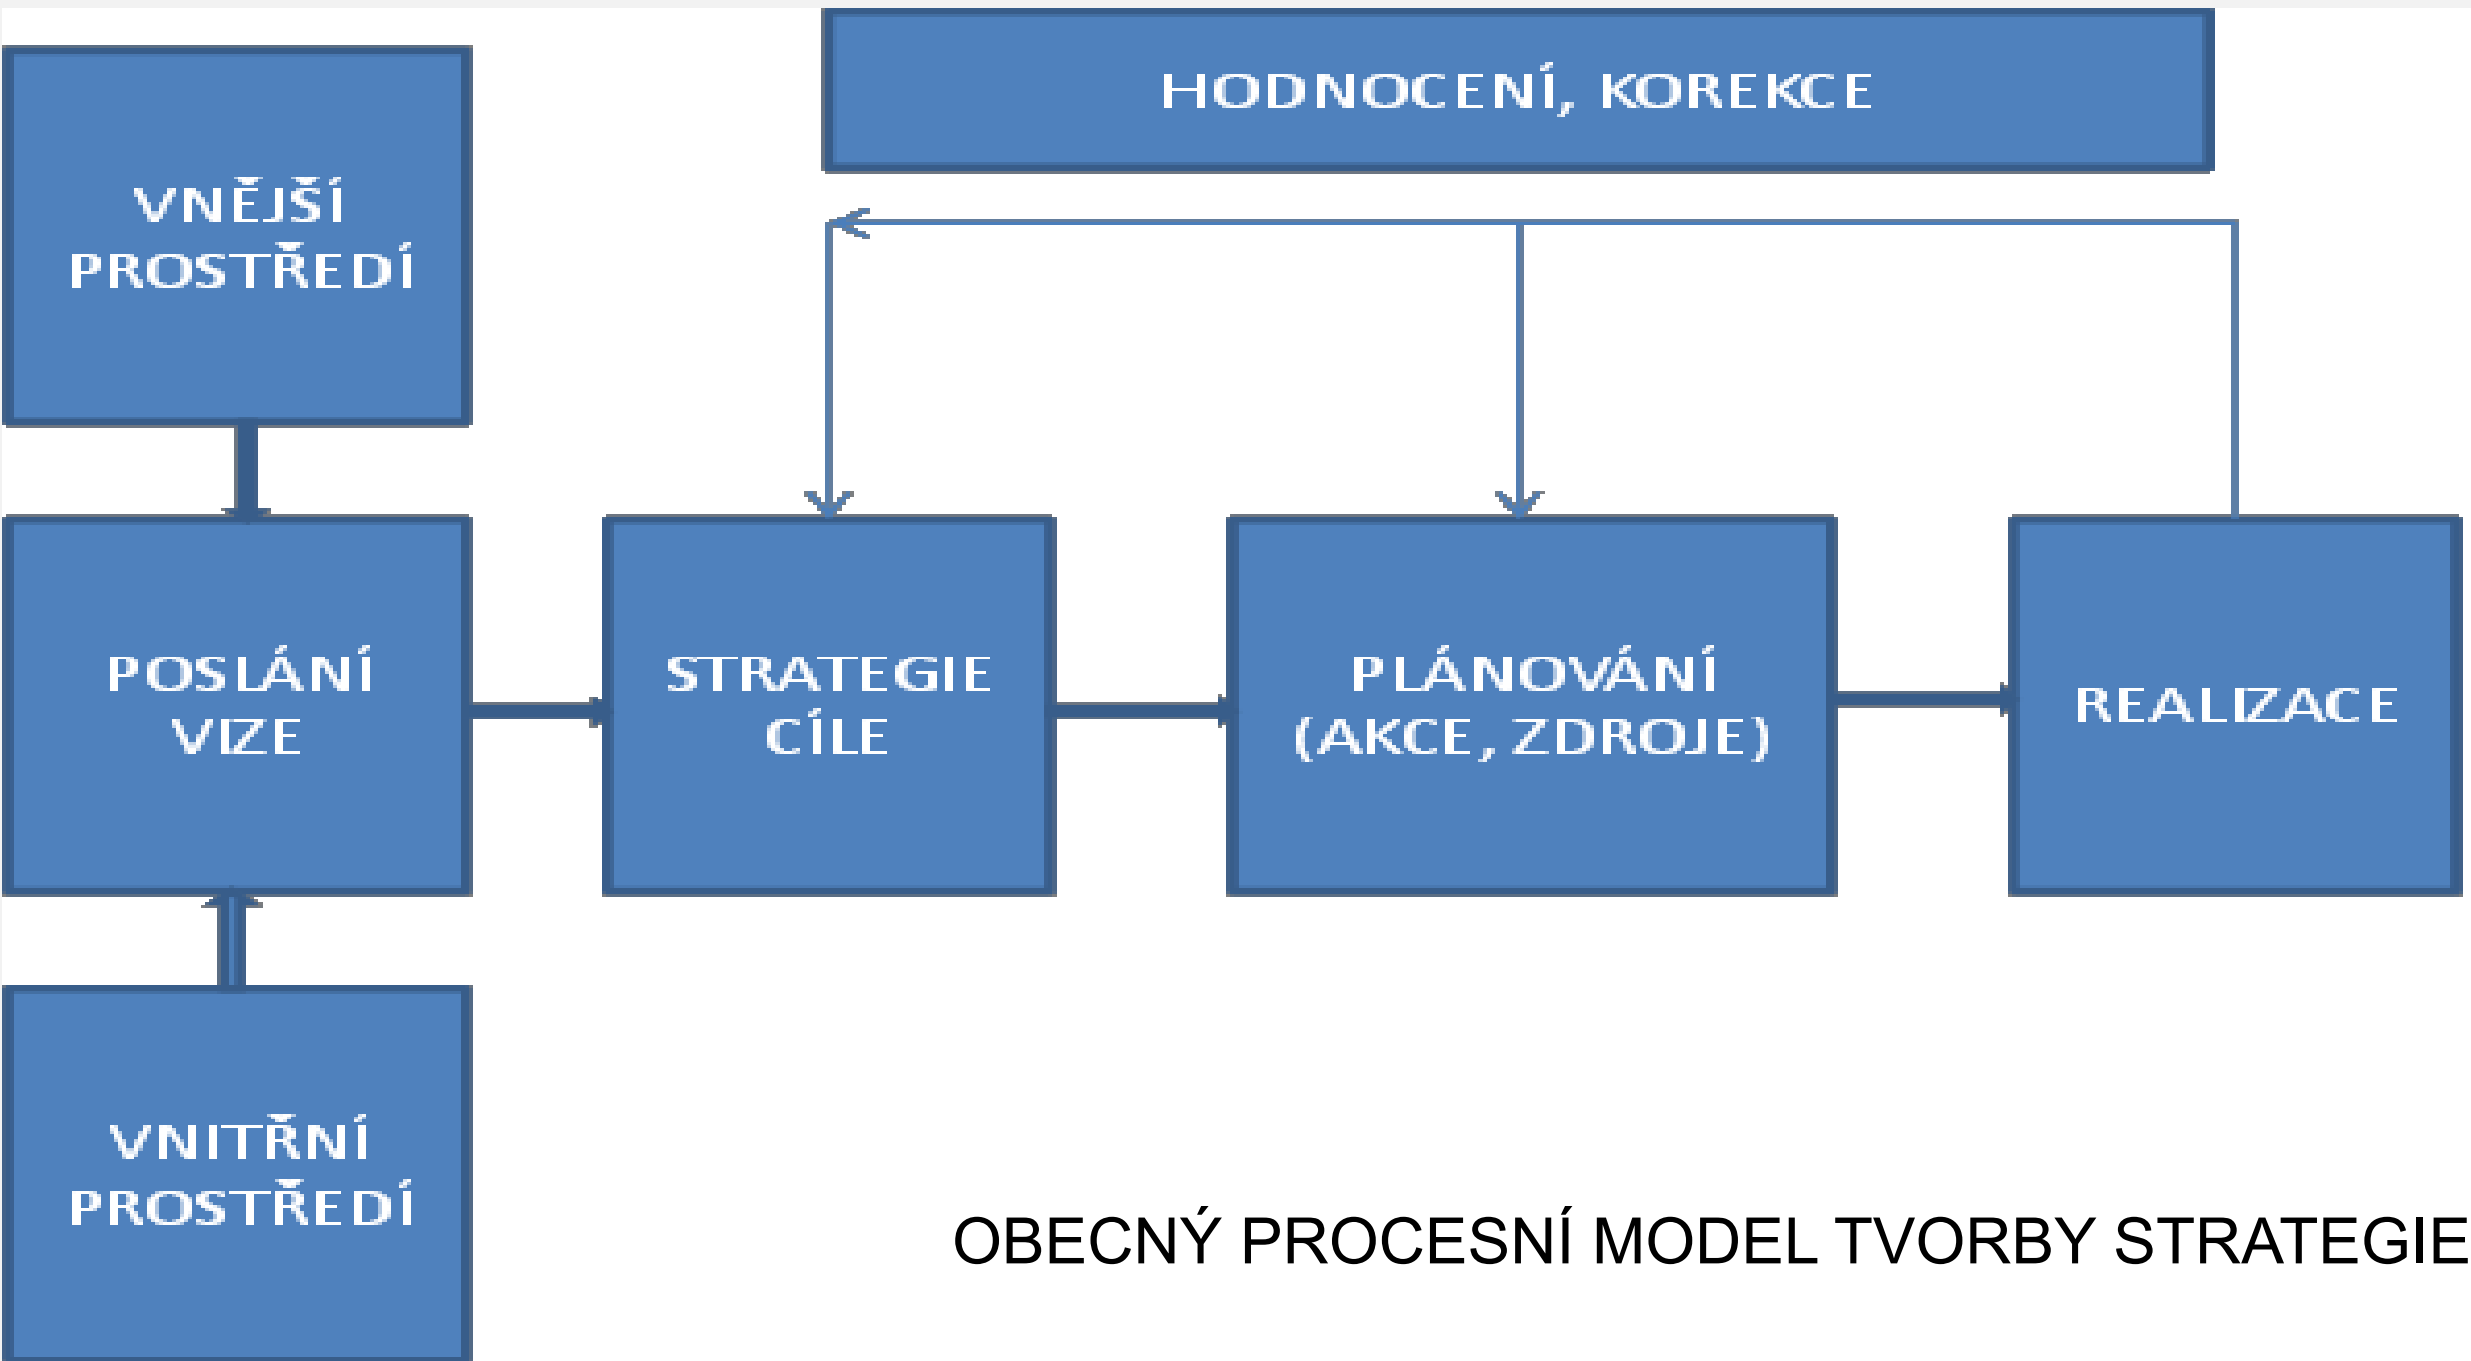 HODNOCENÍ, KOREKCE
VNĚJŠÍ
PROSTŘEDÍ
POSLÁNÍ
VIZE
STRATEGIE
CÍLE
PLÁNOVÁNÍ
(AKCE, ZDROJE)
REALIZACE
VNITŘNÍ
PROSTŘEDÍ
OBECNÝ PROCESNÍ MODEL TVORBY STRATEGIE